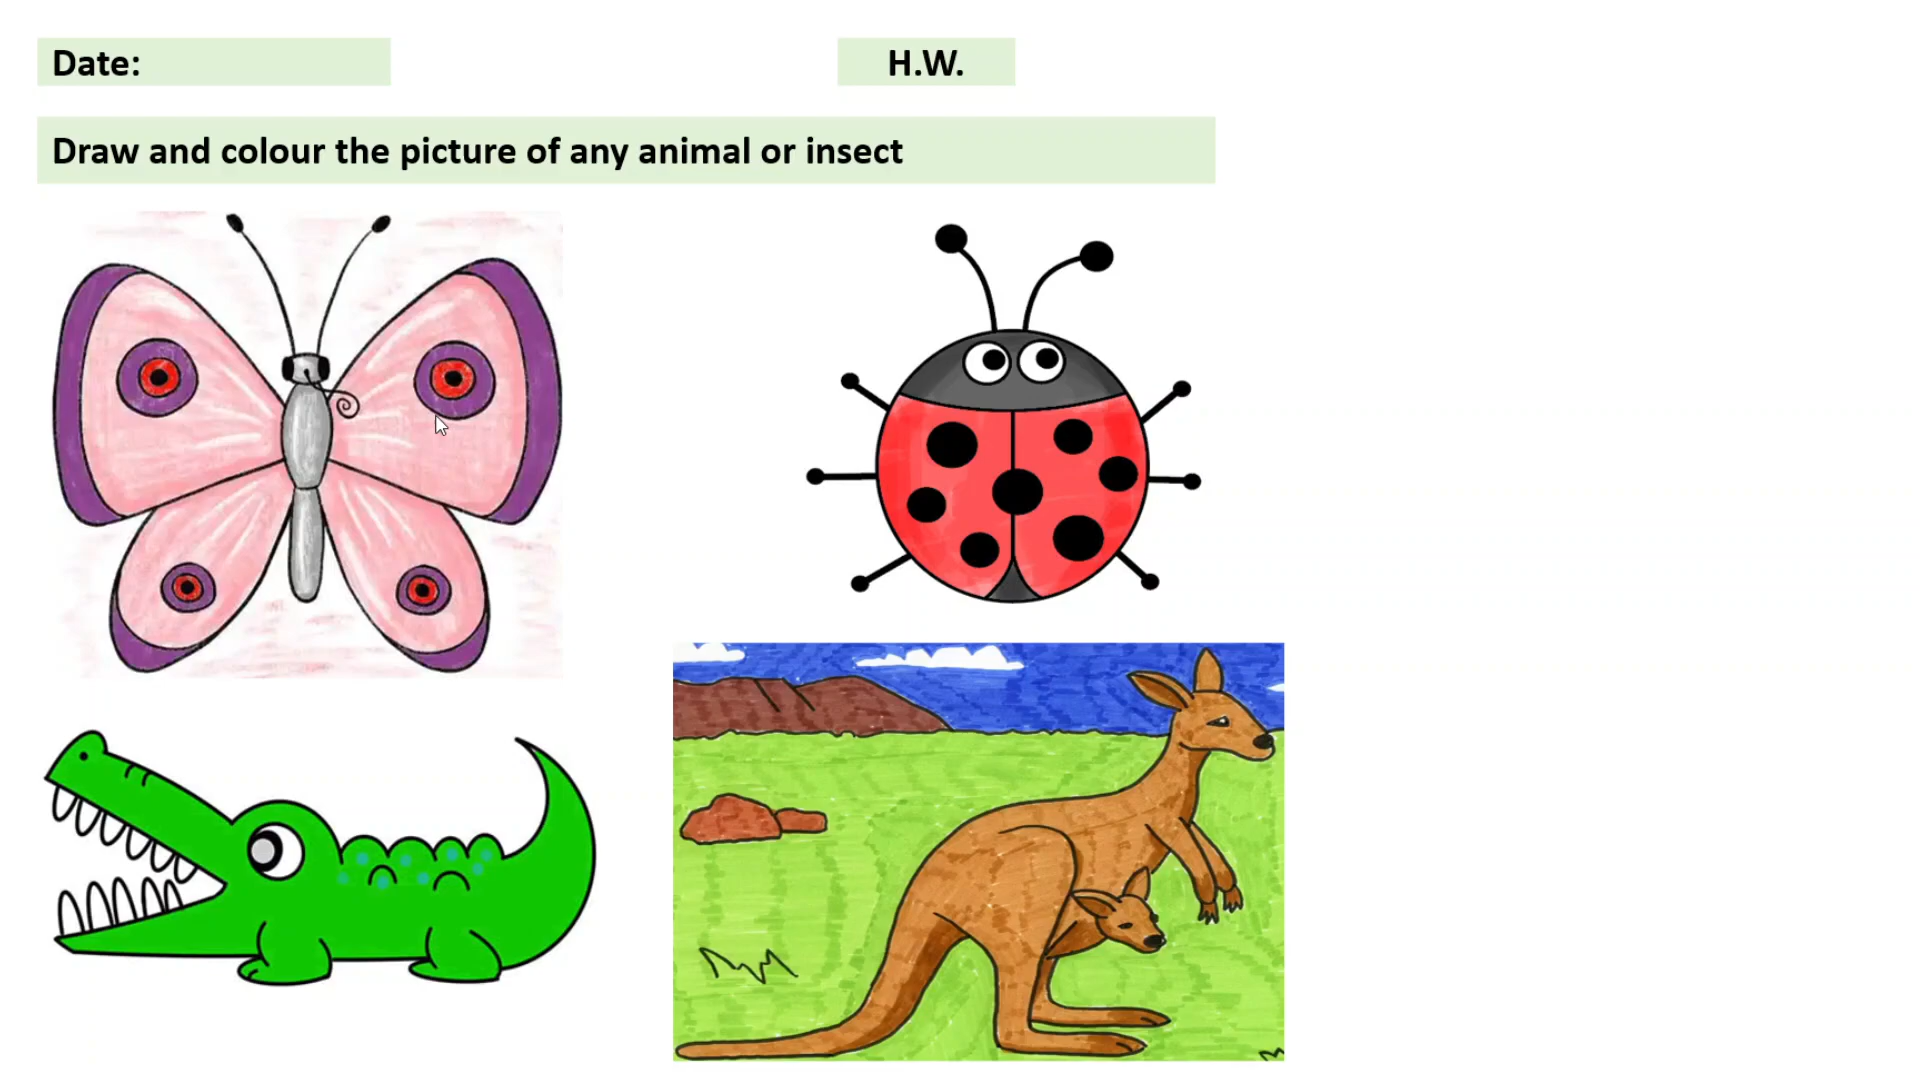 Date:
H.W.
Draw and colour the picture of any animal or insect